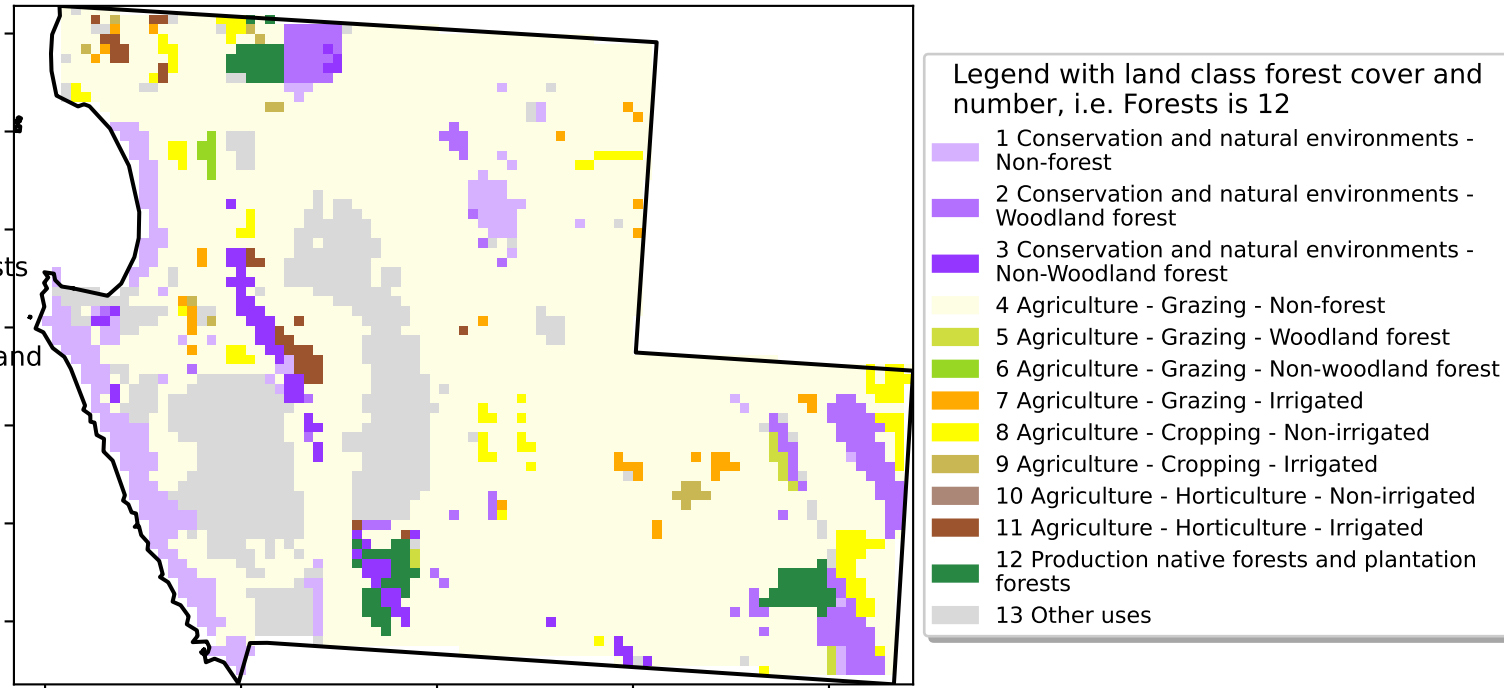 sts
and
Legend with land class forest cover and
number, i.e. Forests is 12
1 Conservation and natural environments -
Non-forest
2 Conservation and natural environments -
Woodland forest
3 Conservation and natural environments -
Non-Woodland forest
4 Agriculture - Grazing - Non-forest
5 Agriculture - Grazing - Woodland forest
6 Agriculture - Grazing - Non-woodland forest
7 Agriculture - Grazing - Irrigated
8 Agriculture - Cropping - Non-irrigated
9 Agriculture - Cropping - Irrigated
10 Agriculture - Horticulture - Non-irrigated
11 Agriculture - Horticulture - Irrigated
12 Production native forests and plantation
forests
13 Other uses